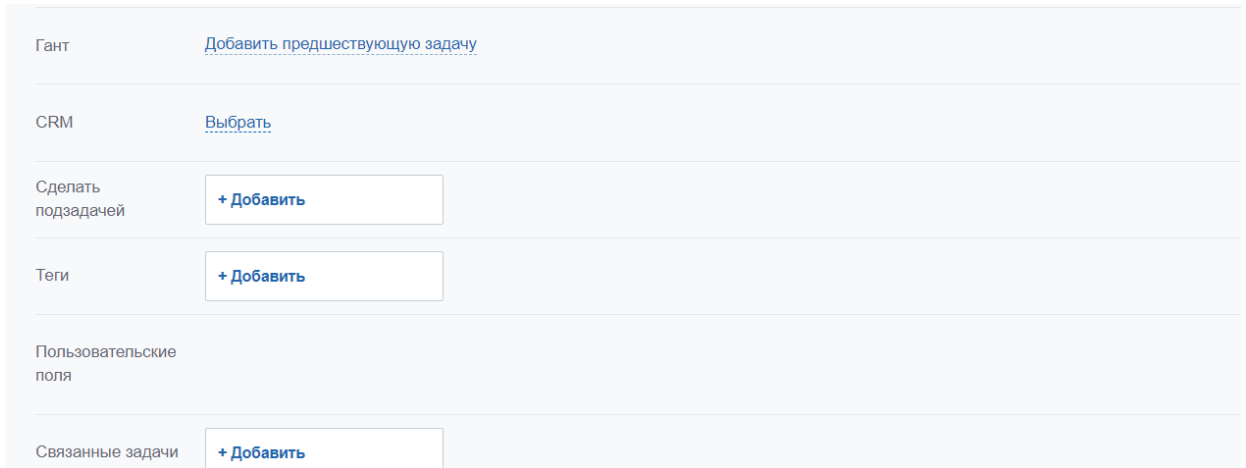 Гант
Добавить предшествующую задачу
CRM
Выбрать
Сделать
подзадачей
+ Добавить
Теги
+ Добавить
Пользовательские
поля
Связанные задачи
+ Добавить